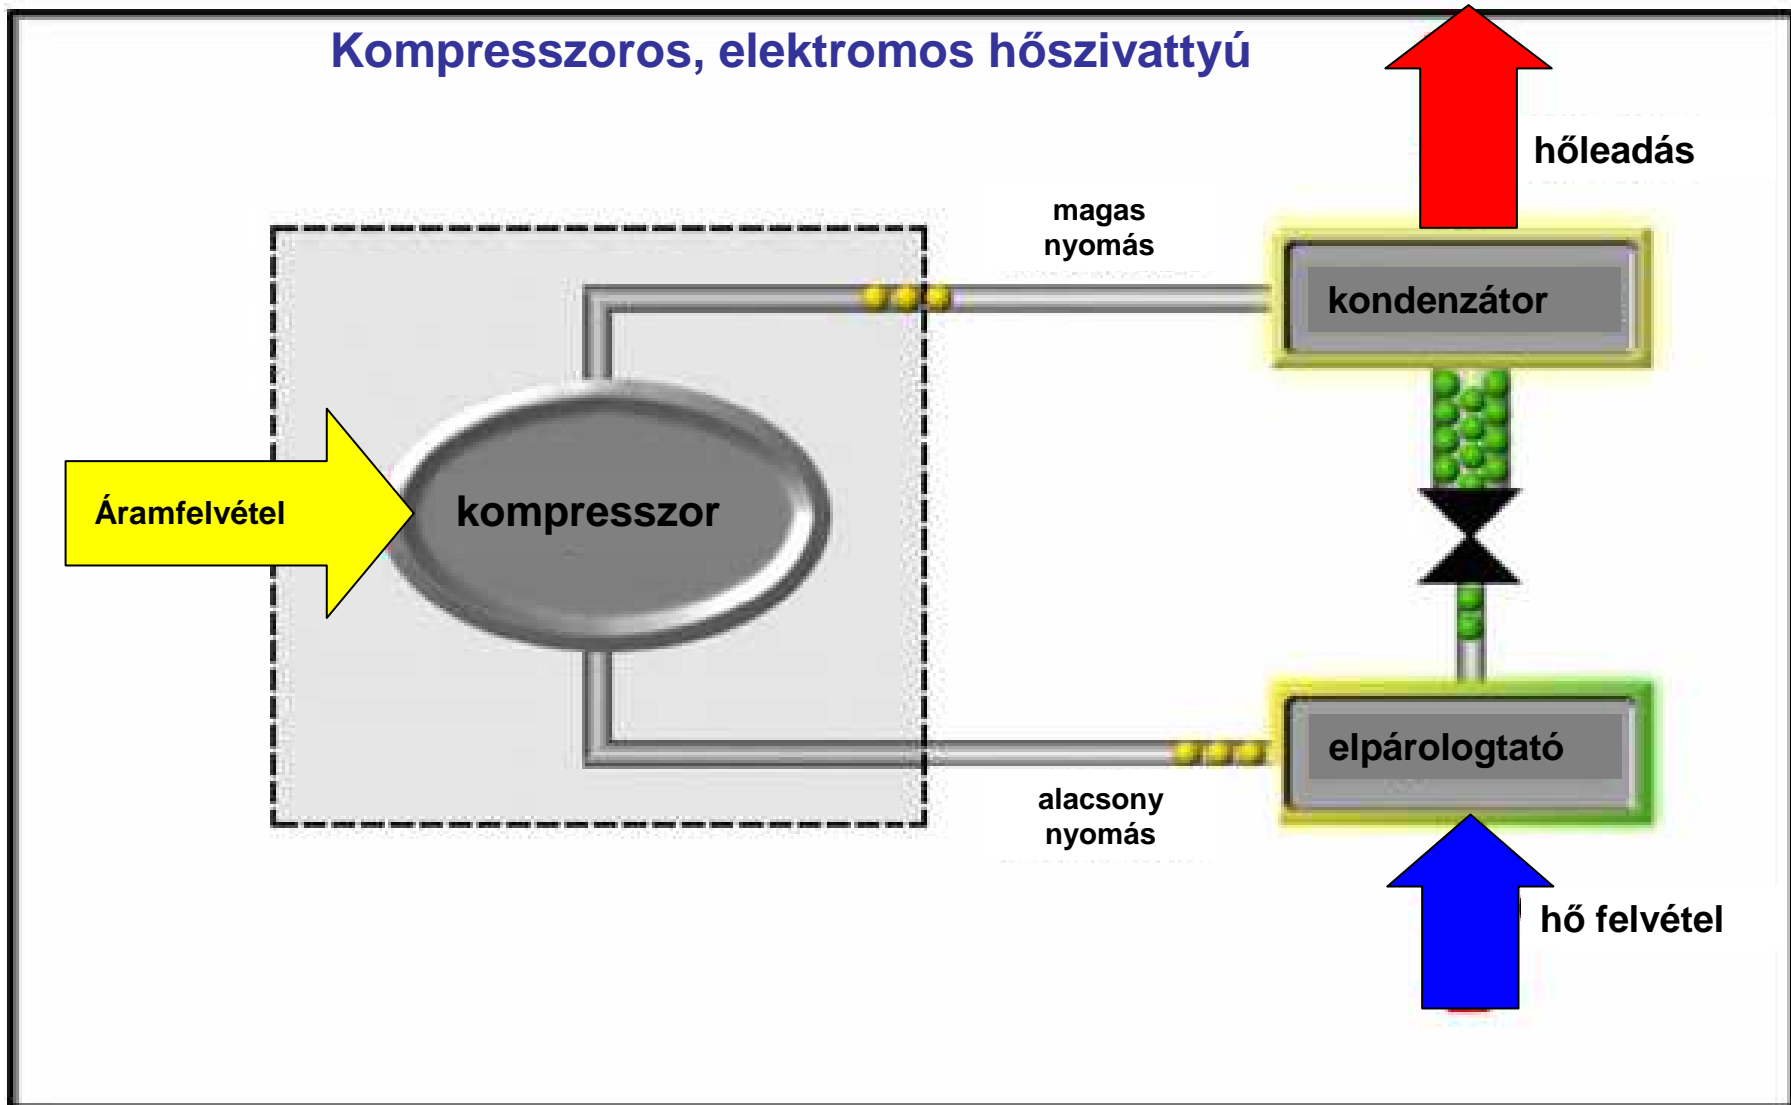 Kompresszoros, elektromos hőszivattyú
hőleadás
magas
nyomás
kondenzátor
Áramfelvétel
kompresszor
elpárologtató
alacsony
nyomás
hő felvétel